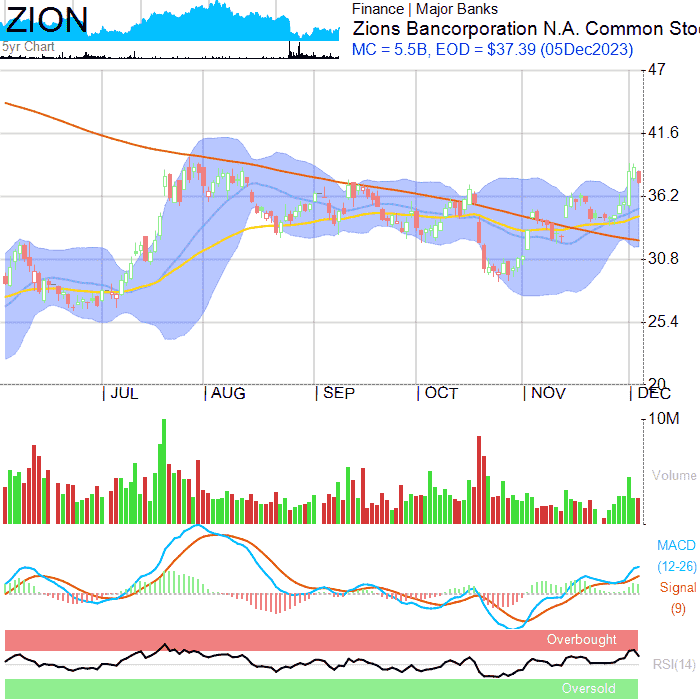 ZION
5yr Chart
Finance | Major Banks
Zions Bancorporation N.A. Common Sto
MC = 5.5B, EOD = $37.39 (05Dec2023)
47
41.6
36.2
30.8
25.4
20
JUL AUG SEP OCT NOV DEC
10M
Volume
MACD
(12-26)
Signal
(9)
Overbought
RSI(14)
Oversold